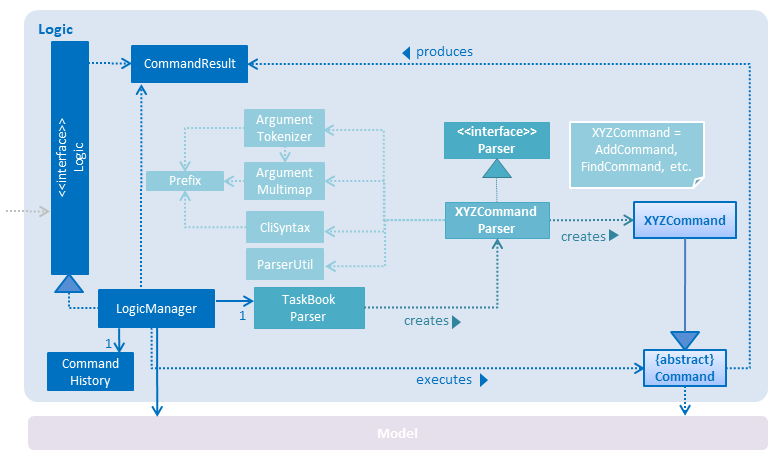 Logic
produces
CommandResult
<<interface>>
Logic
Argument
Tokenizer
<<interface>>
Parser
XYZCommand =
AddCommand,
FindCommand, etc.
Prefix
Argument
Multimap
XYZCommand
Parser
XYZCommand
CliSyntax
creates
ParserUtil
LogicManager
1
TaskBook
Parser
creates
1
Command
History
executes
{abstract}
Command
Model